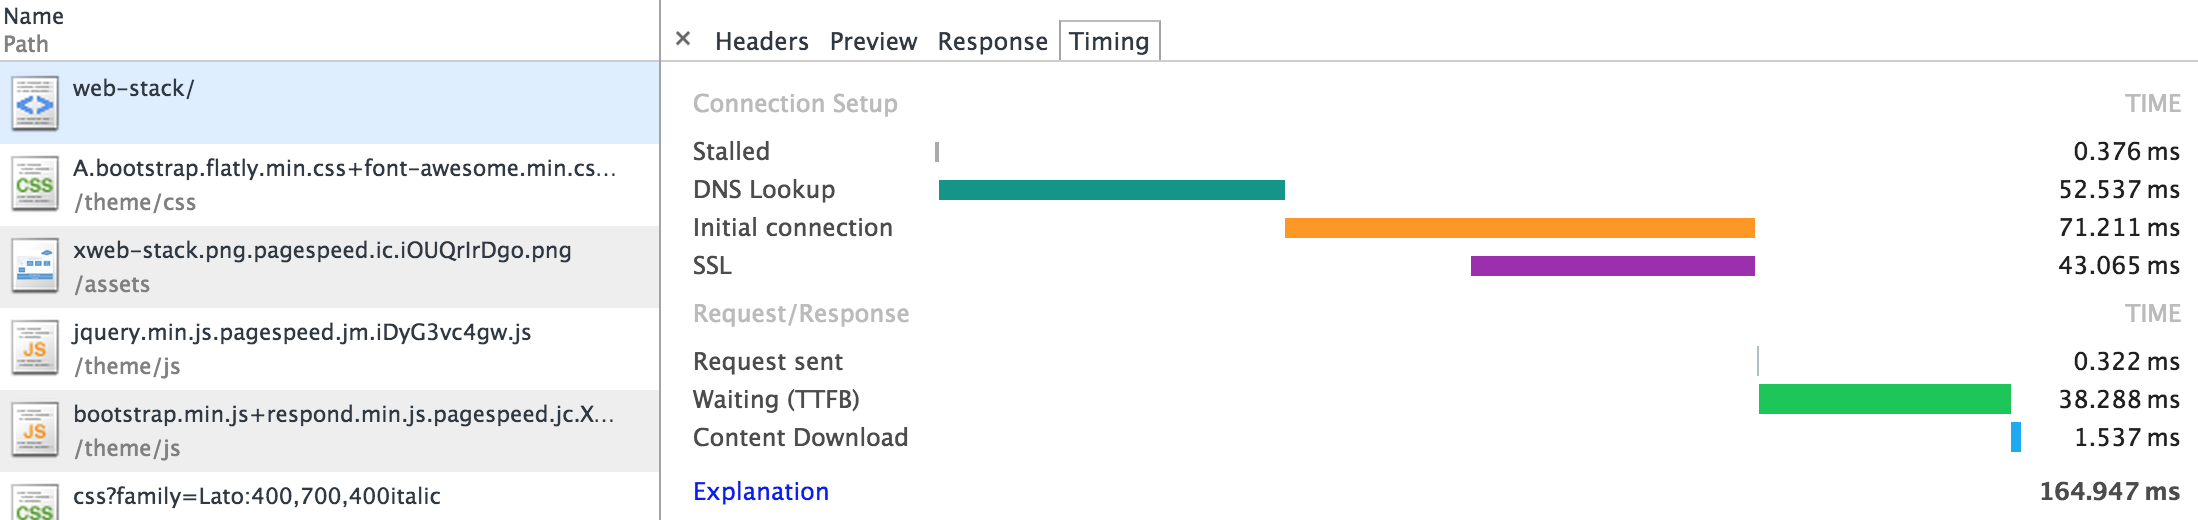 Name
Path
web-stack/
A.bootstrap.flatly.min.css+font-awesome.min.cs...
/theme/css
xweb-stack.png.pagespeed.ic.iOUQrIrDgo.png
/assets
jquery.min.js.pagespeed.jm.iDyG3vc4gw.js
/theme/js
bootstrap.min.js+respond.min.js.pagespeed.jc.X...
/theme/js
css?family=Lato:400,700,400italic
CSS
JS
JS
CSS
× Headers Preview Response Timing
Connection Setup TIME
Stalled 0.376 ms
DNS Lookup 52.537 ms
Initial connection 71.211 ms
SSL 43.065 ms
Request/Response TIME
Request sent 0.322 ms
Waiting (TTFB) 38.288 ms
Content Download 1.537 ms
Explanation 164.947 ms